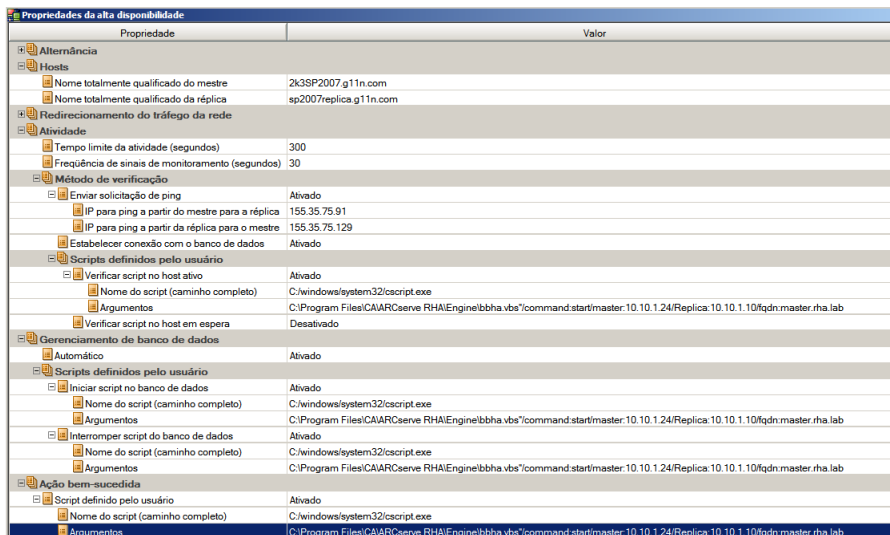 Propriedades da alta disponibilidade
Propriedade Valor
Alternância
Hosts
Nome totalmente qualificado do mestre 2k3SP2007.g11n.com
Nome totalmente qualificado da réplica sp2007replica.g11n.com
Redirecionamento do tráfego da rede
Atividade
Tempo limite da atividade (segundos) 300
Freqüência de sinais de monitoramento (segundos) 30
Método de verificação
Enviar solicitação de ping Ativado
IP para ping a partir do mestre para a réplica 155.35.75.91
IP para ping a partir da réplica para o mestre 155.35.75.129
Estabelecer conexão com o banco de dados Ativado
Scripts definidos pelo usuário
Verificar script no host ativo Ativado
Nome do script (caminho completo) C:/windows/system32/cscript.exe
Argumentos C:\Program Files\CA\ARCserve RHA\Engine\bbha.vbs"/command:start/master:10.10.1.24/Replica:10.10.1.10/fqdn:master.rha.lab
Verificar script no host em espera Desativado
Gerenciamento de banco de dados
Automático Ativado
Scripts definidos pelo usuário
Iniciar script no banco de dados Ativado
Nome do script (caminho completo) C:/windows/system32/cscript.exe
Argumentos C:\Program Files\CA\ARCserve RHA\Engine\bbha.vbs"/command:start/master:10.10.1.24/Replica:10.10.1.10/fqdn:master.rha.lab
Interromper script do banco de dados Ativado
Nome do script (caminho completo) C:/windows/system32/cscript.exe
Argumentos C:\Program Files\CA\ARCserve RHA\Engine\bbha.vbs"/command:start/master:10.10.1.24/Replica:10.10.1.10/fqdn:master.rha.lab
Ação bem-sucedida
Script definido pelo usuário Ativado
Nome do script (caminho completo) C:/windows/system32/cscript.exe
Argumentos C:\Program Files\CA\ARCserve RHA\Engine\bbha.vbs"/command:start/master:10.10.1.24/Replica:10.10.1.10/fqdn:master.rha.lab